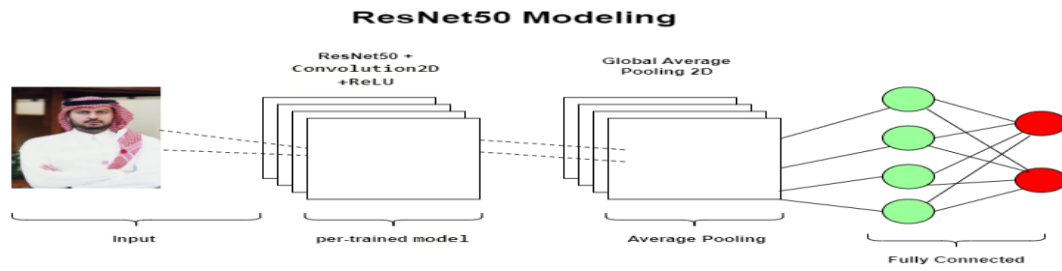 ResNet50 Modeling
ResNet50 +
Convolution2D
+ReLU
Global Average
Pooling 2D
Input
per-trained model
Average Pooling
Fully Connected